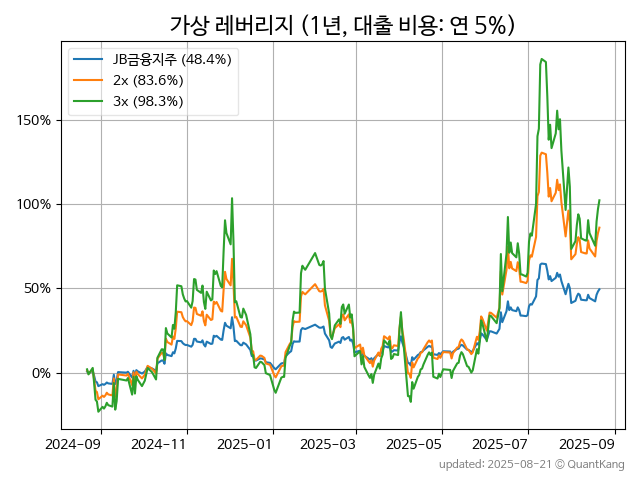 가상 레버리지 (1년, 대출 비용: 연 5%)
JB금융지주 (48.4%)
2x (83.6%)
3x (98.3%)
150%
100%
50%
0%
2024-09 2024-11 2025-01 2025-03 2025-05 2025-07 2025-09
updated: 2025-08-21 © QuantKang